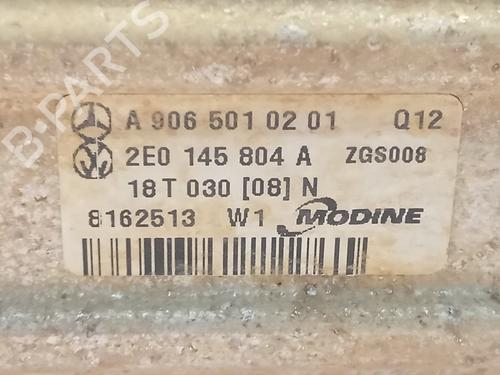 B-PARTS
A 906 501 02 01 Q12
2E0 145 804 A ZGS008
18 T 030 [08] N
8162513 W1 MODINE